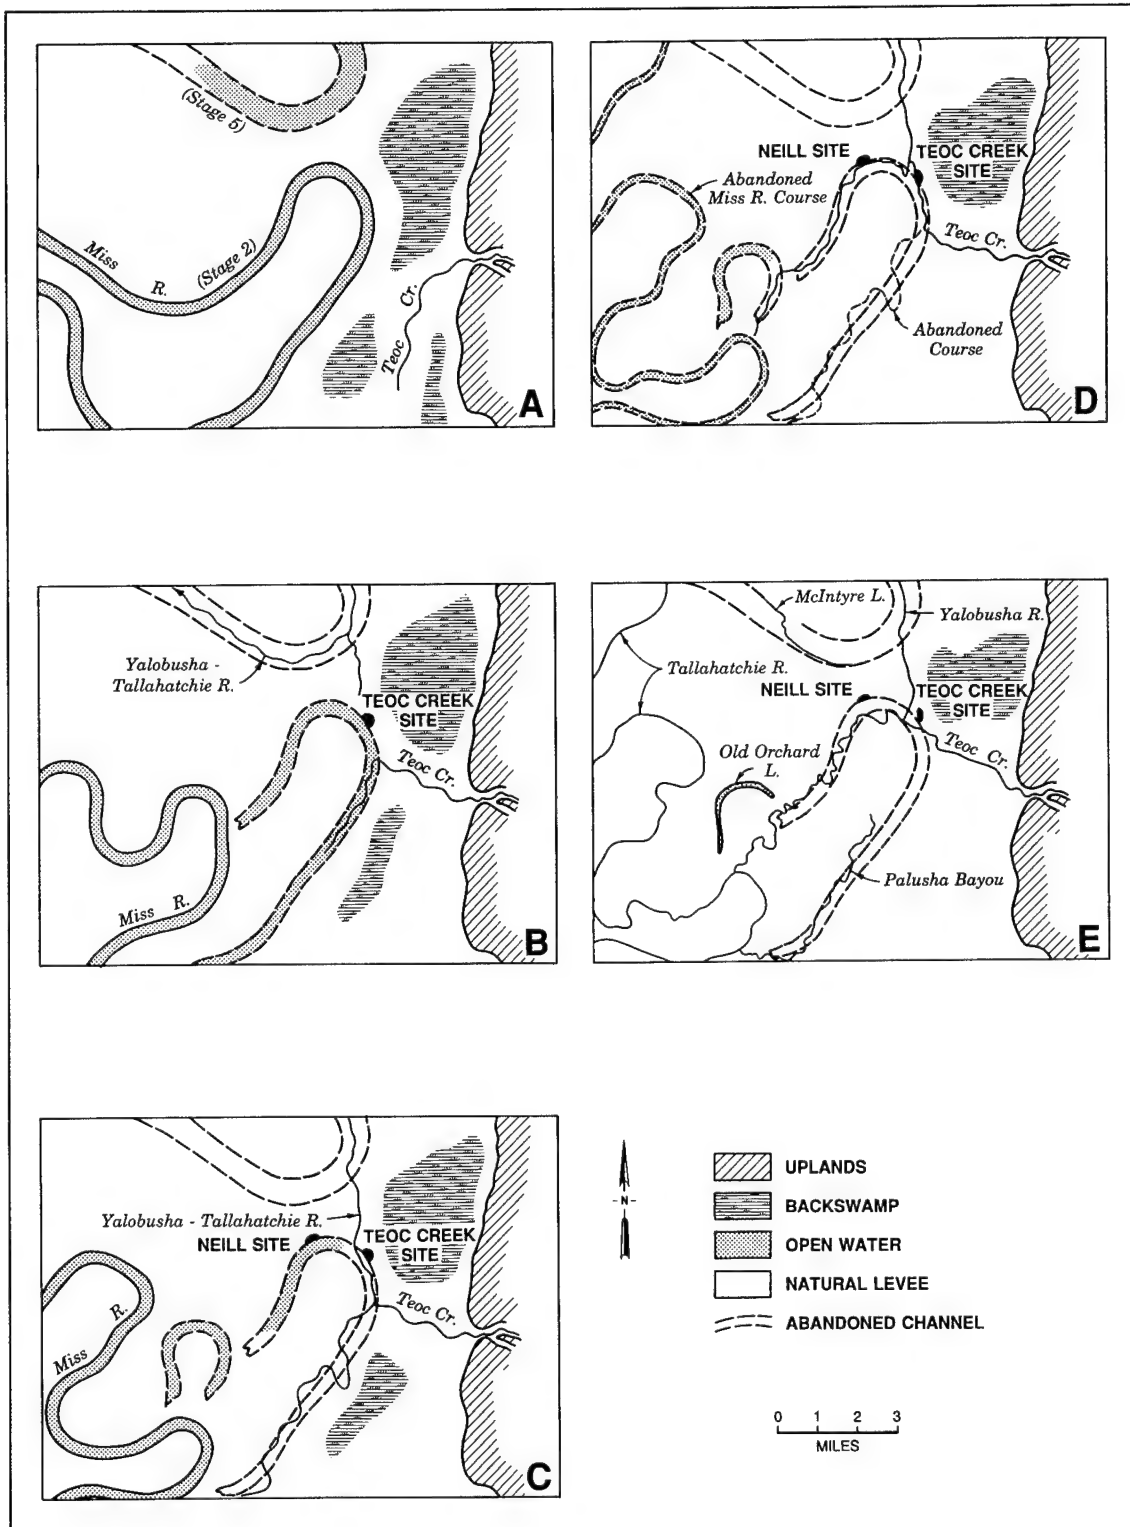 (Stage 5)
Miss
R.
(Stage 2)
Teoc
Cr.
A
Yalobusha -
Tallahatchie R.
TEOC CREEK
SITE
Teoc Cr.
Miss
R.
B
Yalobusha - Tallahatchie R.
NEILL SITE
TEOC CREEK
SITE
Teoc Cr.
Miss
R.
C
NEILL SITE
TEOC CREEK
SITE
Abandoned
Miss R. Course
Teoc Cr.
Abandoned
Course
D
McIntyre L.
Yalobusha R.
Tallahatchie R.
NEILL SITE
TEOC CREEK
SITE
Old Orchard
L.
Teoc Cr.
Palusha Bayou
E
-N-
UPLANDS
BACKSWAMP
OPEN WATER
NATURAL LEVEE
ABANDONED CHANNEL
0 1 2 3
MILES